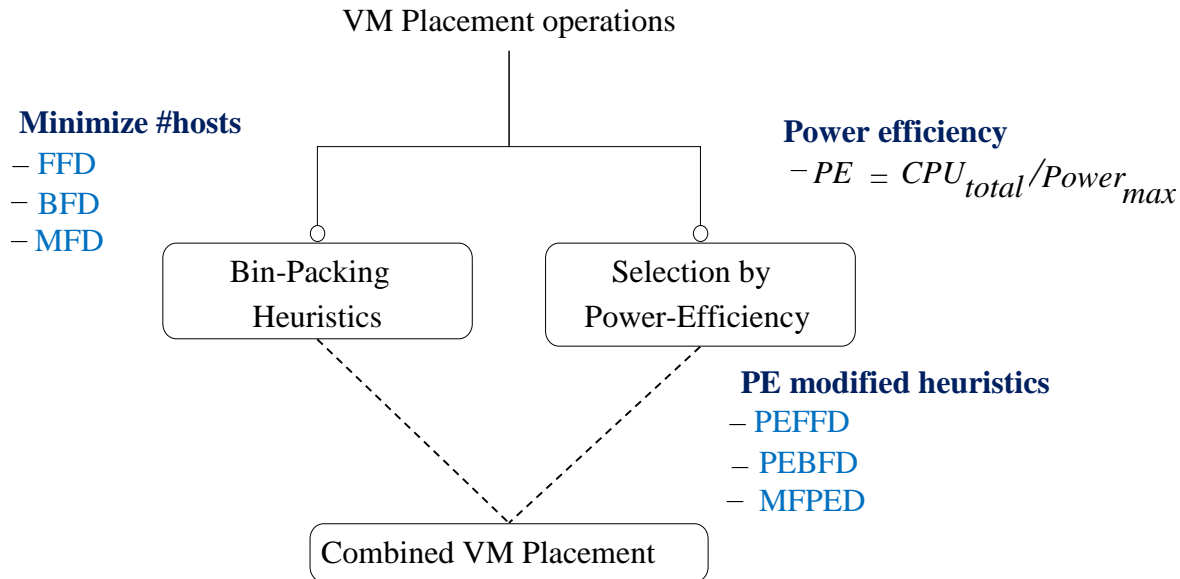 VM Placement operations
Minimize #hosts
– FFD
– BFD
– MFD
Power efficiency
– PE = CPU_total/Power_max
Bin-Packing
Heuristics
Selection by
Power-Efficiency
PE modified heuristics
– PEFFD
– PEBFD
– MFPED
Combined VM Placement